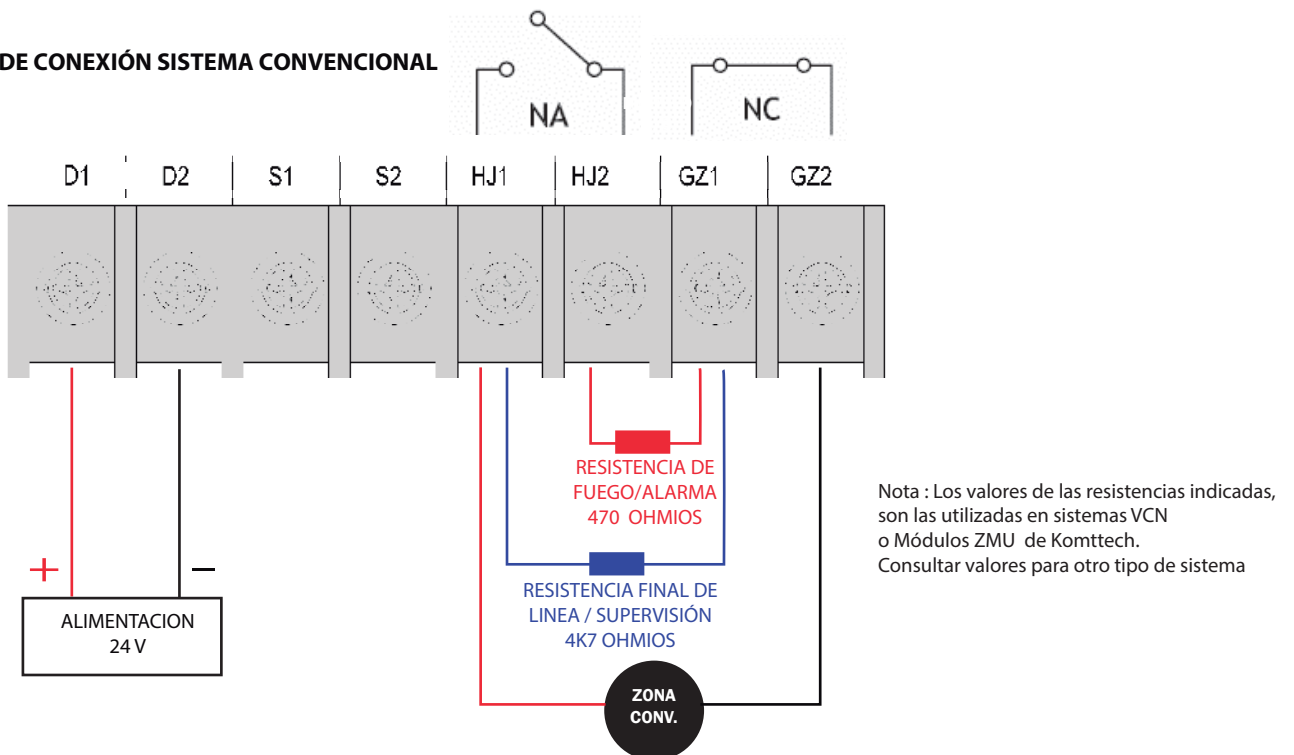 DE CONEXIÓN SISTEMA CONVENCIONAL
NA
NC
D1 D2 S1 S2 HJ1 HJ2 GZ1 GZ2
RESISTENCIA DE
FUEGO/ALARMA
470 OHMIOS
Nota : Los valores de las resistencias indicadas,
son las utilizadas en sistemas VCN
o Módulos ZMU de Komttech.
Consultar valores para otro tipo de sistema
+ −
RESISTENCIA FINAL DE
LINEA / SUPERVISIÓN
4K7 OHMIOS
ALIMENTACION
24 V
ZONA
CONV.